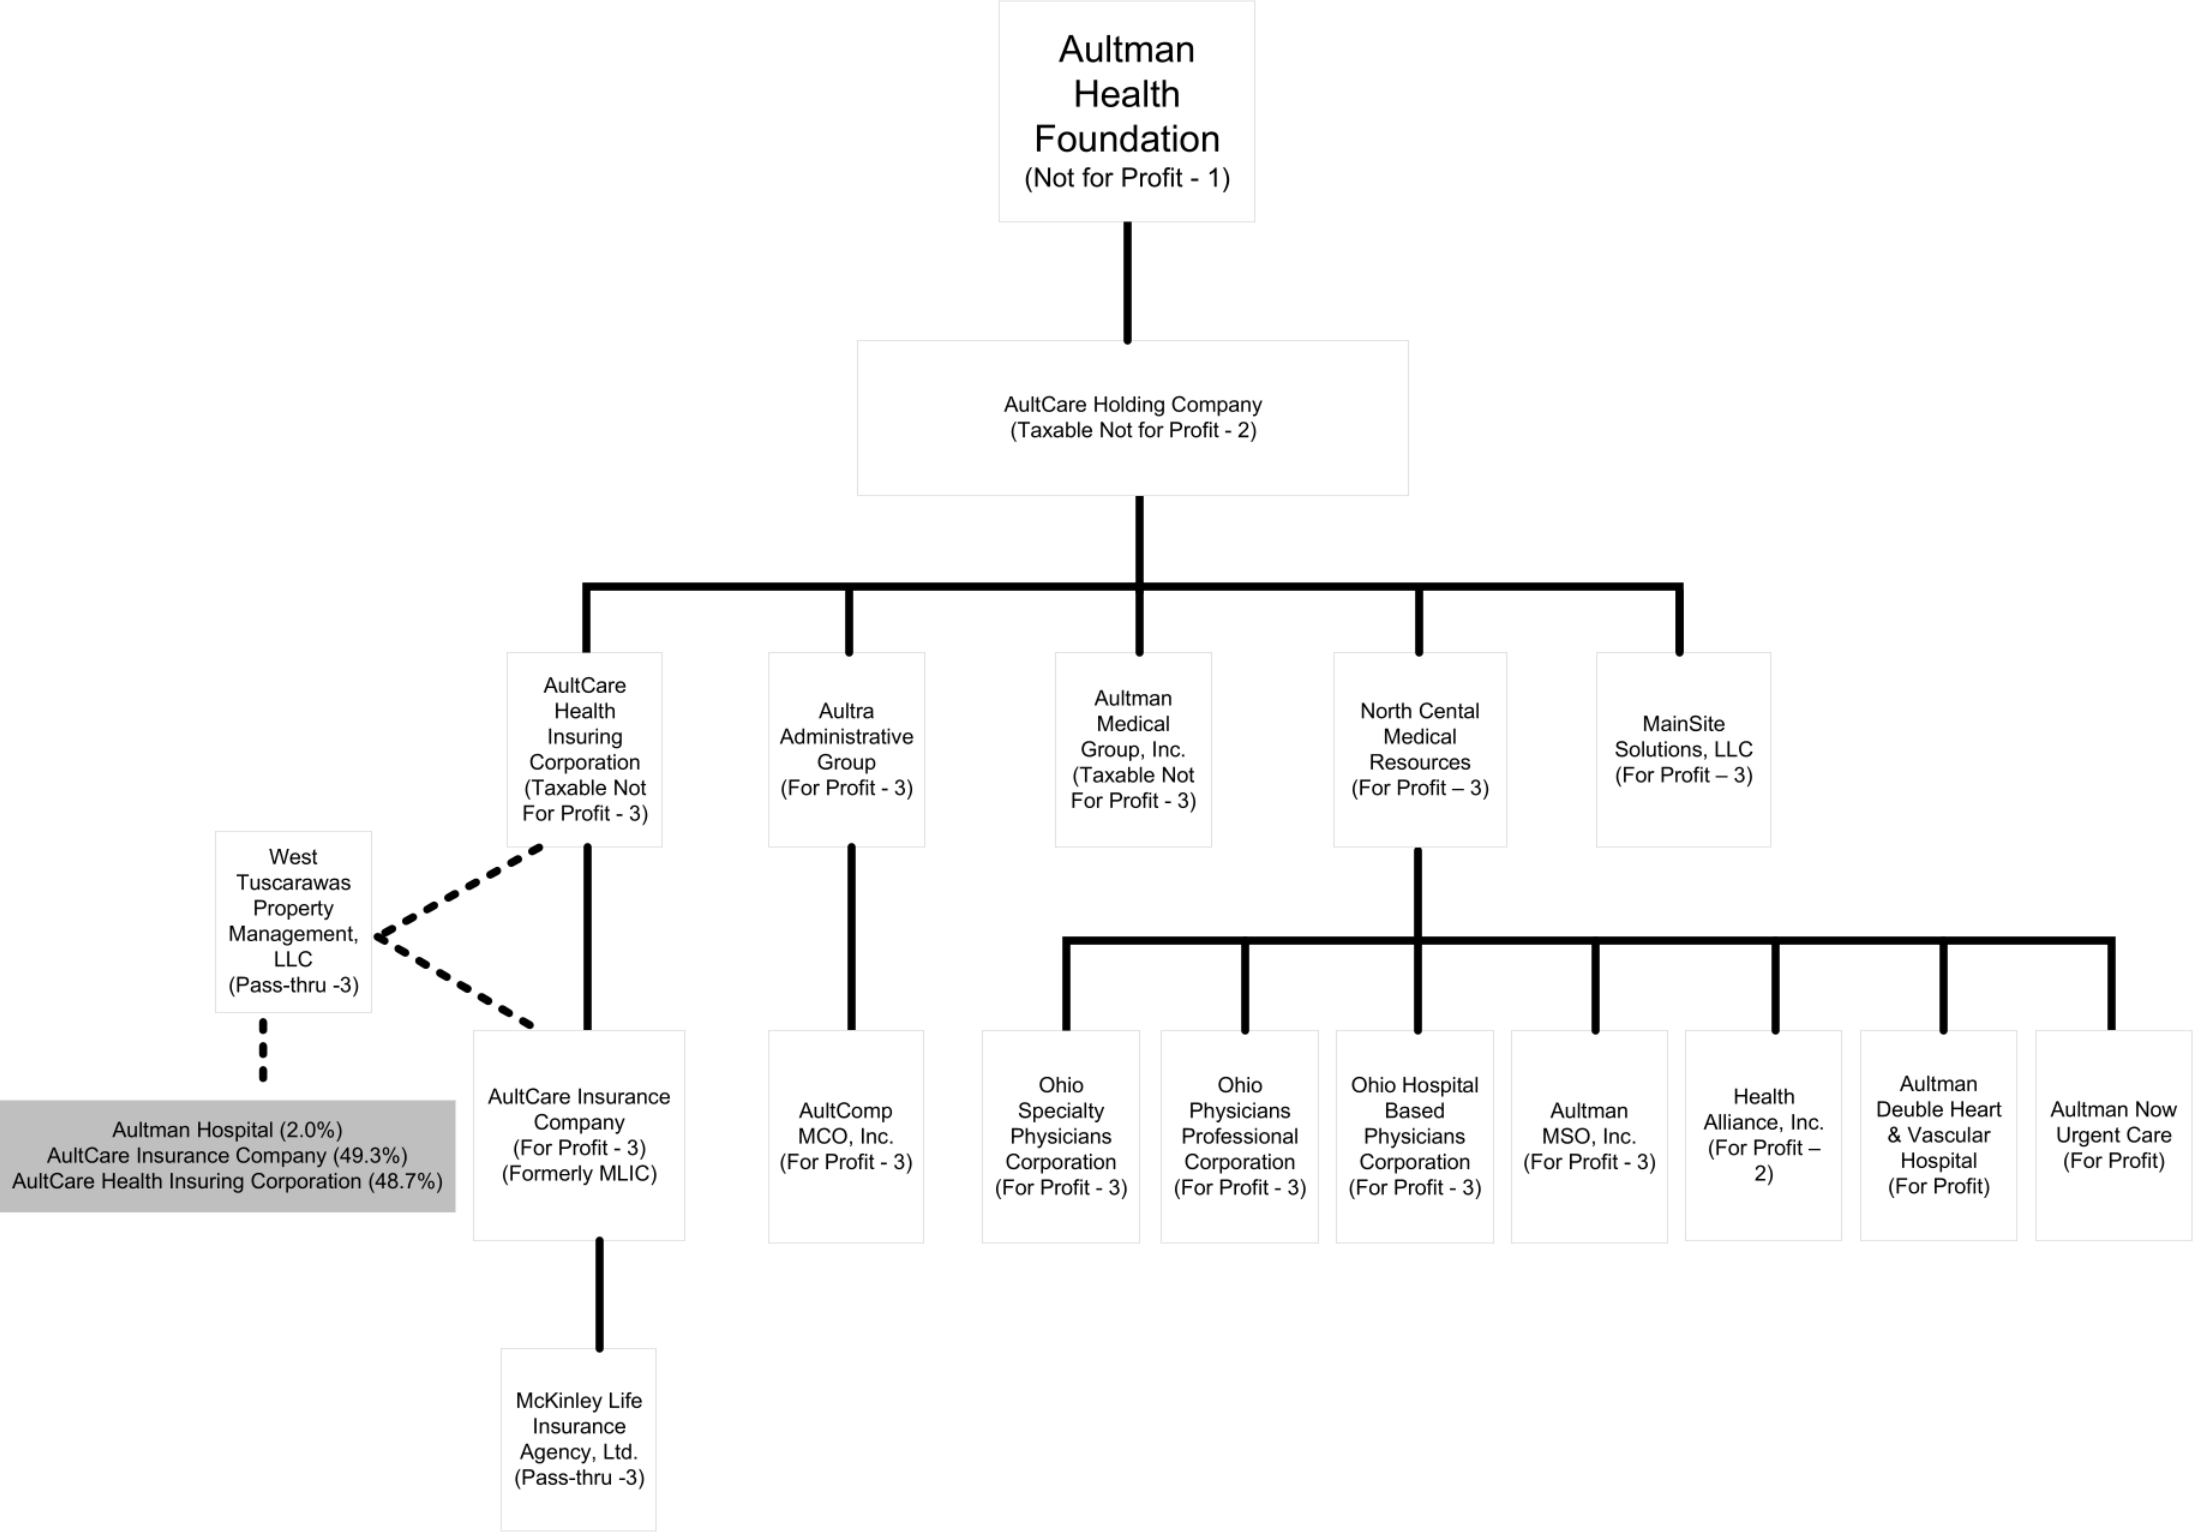 Aultman
Health
Foundation
(Not for Profit - 1)
AultCare Holding Company
(Taxable Not for Profit - 2)
AultCare
Health
Insuring
Corporation
(Taxable Not
For Profit - 3)
Aultra
Administrative
Group
(For Profit - 3)
Aultman
Medical
Group, Inc.
(Taxable Not
For Profit - 3)
North Cental
Medical
Resources
(For Profit – 3)
MainSite
Solutions, LLC
(For Profit – 3)
West
Tuscarawas
Property
Management,
LLC
(Pass-thru -3)
Aultman Hospital (2.0%)
AultCare Insurance Company (49.3%)
AultCare Health Insuring Corporation (48.7%)
AultCare Insurance
Company
(For Profit - 3)
(Formerly MLIC)
AultComp
MCO, Inc.
(For Profit - 3)
Ohio
Specialty
Physicians
Corporation
(For Profit - 3)
Ohio
Physicians
Professional
Corporation
(For Profit - 3)
Ohio Hospital
Based
Physicians
Corporation
(For Profit - 3)
Aultman
MSO, Inc.
(For Profit - 3)
Health
Alliance, Inc.
(For Profit –
2)
Aultman
Deuble Heart
& Vascular
Hospital
(For Profit)
Aultman Now
Urgent Care
(For Profit)
McKinley Life
Insurance
Agency, Ltd.
(Pass-thru -3)